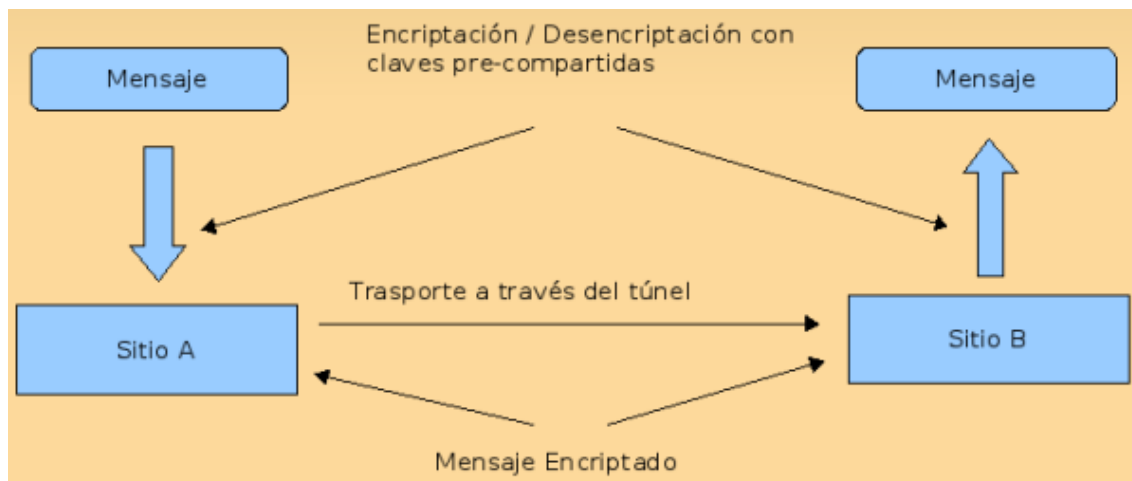 Encriptación / Desencriptación con
claves pre-compartidas
Mensaje
Mensaje
Trasporte a través del túnel
Sitio A
Sitio B
Mensaje Encriptado